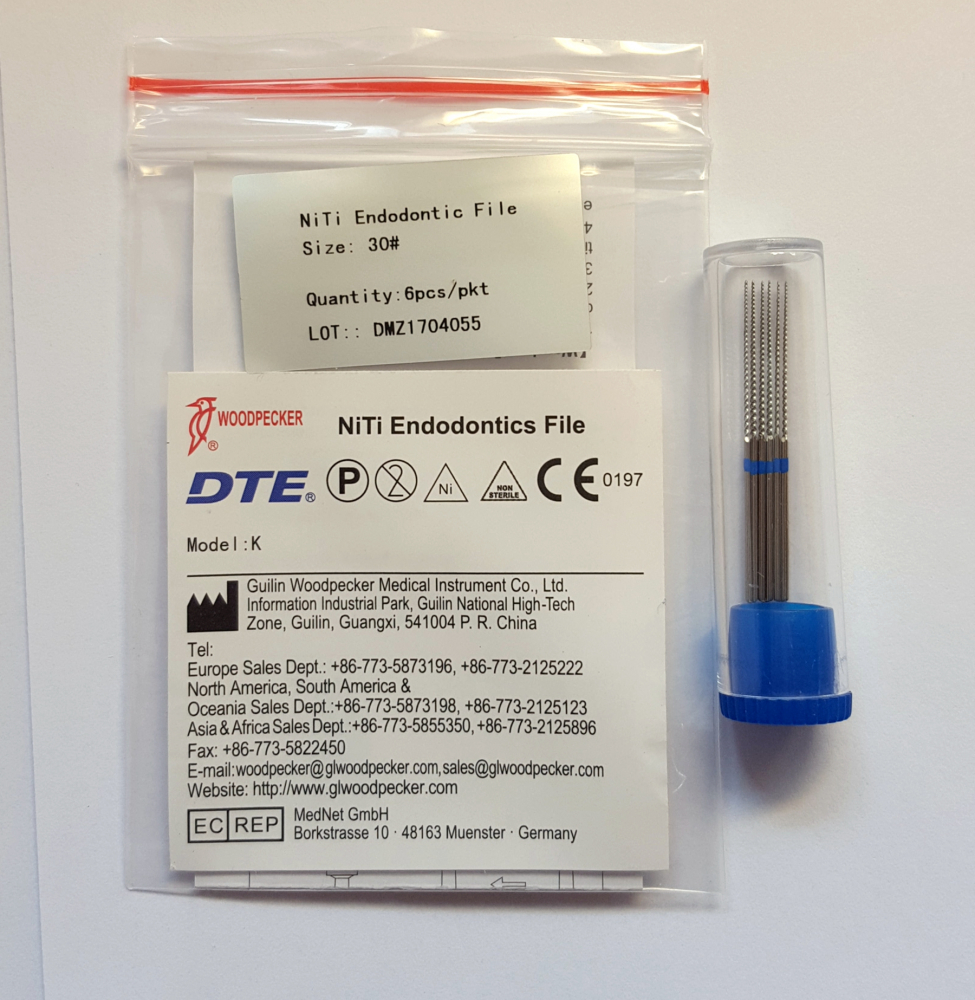 NiTi Endodontic File
Size: 30#
Quantity:6pcs/pkt
LOT:: DMZ1704055
WOODPECKER
®
NiTi Endodontics File
DTE®
P
2
Ni
NON
STERILE
CE 0197
Model:K
Guilin Woodpecker Medical Instrument Co., Ltd.
Information Industrial Park, Guilin National High-Tech
Zone, Guilin, Guangxi, 541004 P. R. China
Tel:
Europe Sales Dept.: +86-773-5873196, +86-773-2125222
North America, South America &
Oceania Sales Dept.:+86-773-5873198, +86-773-2125123
Asia & Africa Sales Dept.:+86-773-5855350, +86-773-2125896
Fax: +86-773-5822450
E-mail:woodpecker@glwoodpecker.com,sales@glwoodpecker.com
Website: http://www.glwoodpecker.com
EC REP
MedNet GmbH
Borkstrasse 10 · 48163 Muenster · Germany